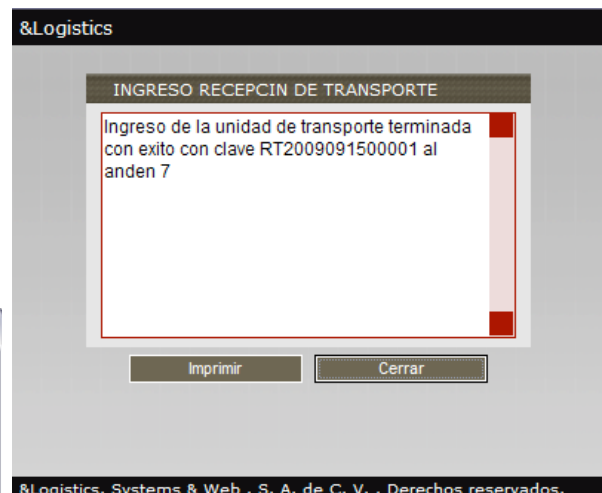 &Logistics
INGRESO RECEPCIN DE TRANSPORTE
Ingreso de la unidad de transporte terminada
con exito con clave RT2009091500001 al
anden 7
Imprimir Cerrar
&Logistics, Systems & Web , S. A. de C. V. , Derechos reservados.